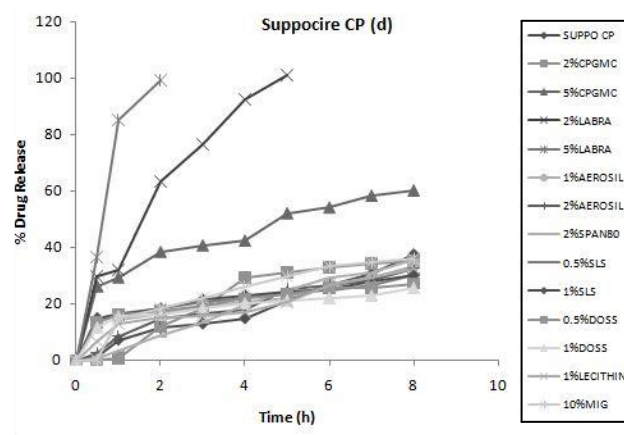 Suppocire CP (d)
120
100
80
60
40
20
0
% Drug Release
0
2
4
6
8
10
Time (h)
SUPPO CP
2%CPGMC
5%CPGMC
2%LABRA
5%LABRA
1%AEROSIL
2%AEROSIL
2%SPAN80
0.5%SLS
1%SLS
0.5%DOSS
1%DOSS
1%LECITHIN
10%MIG